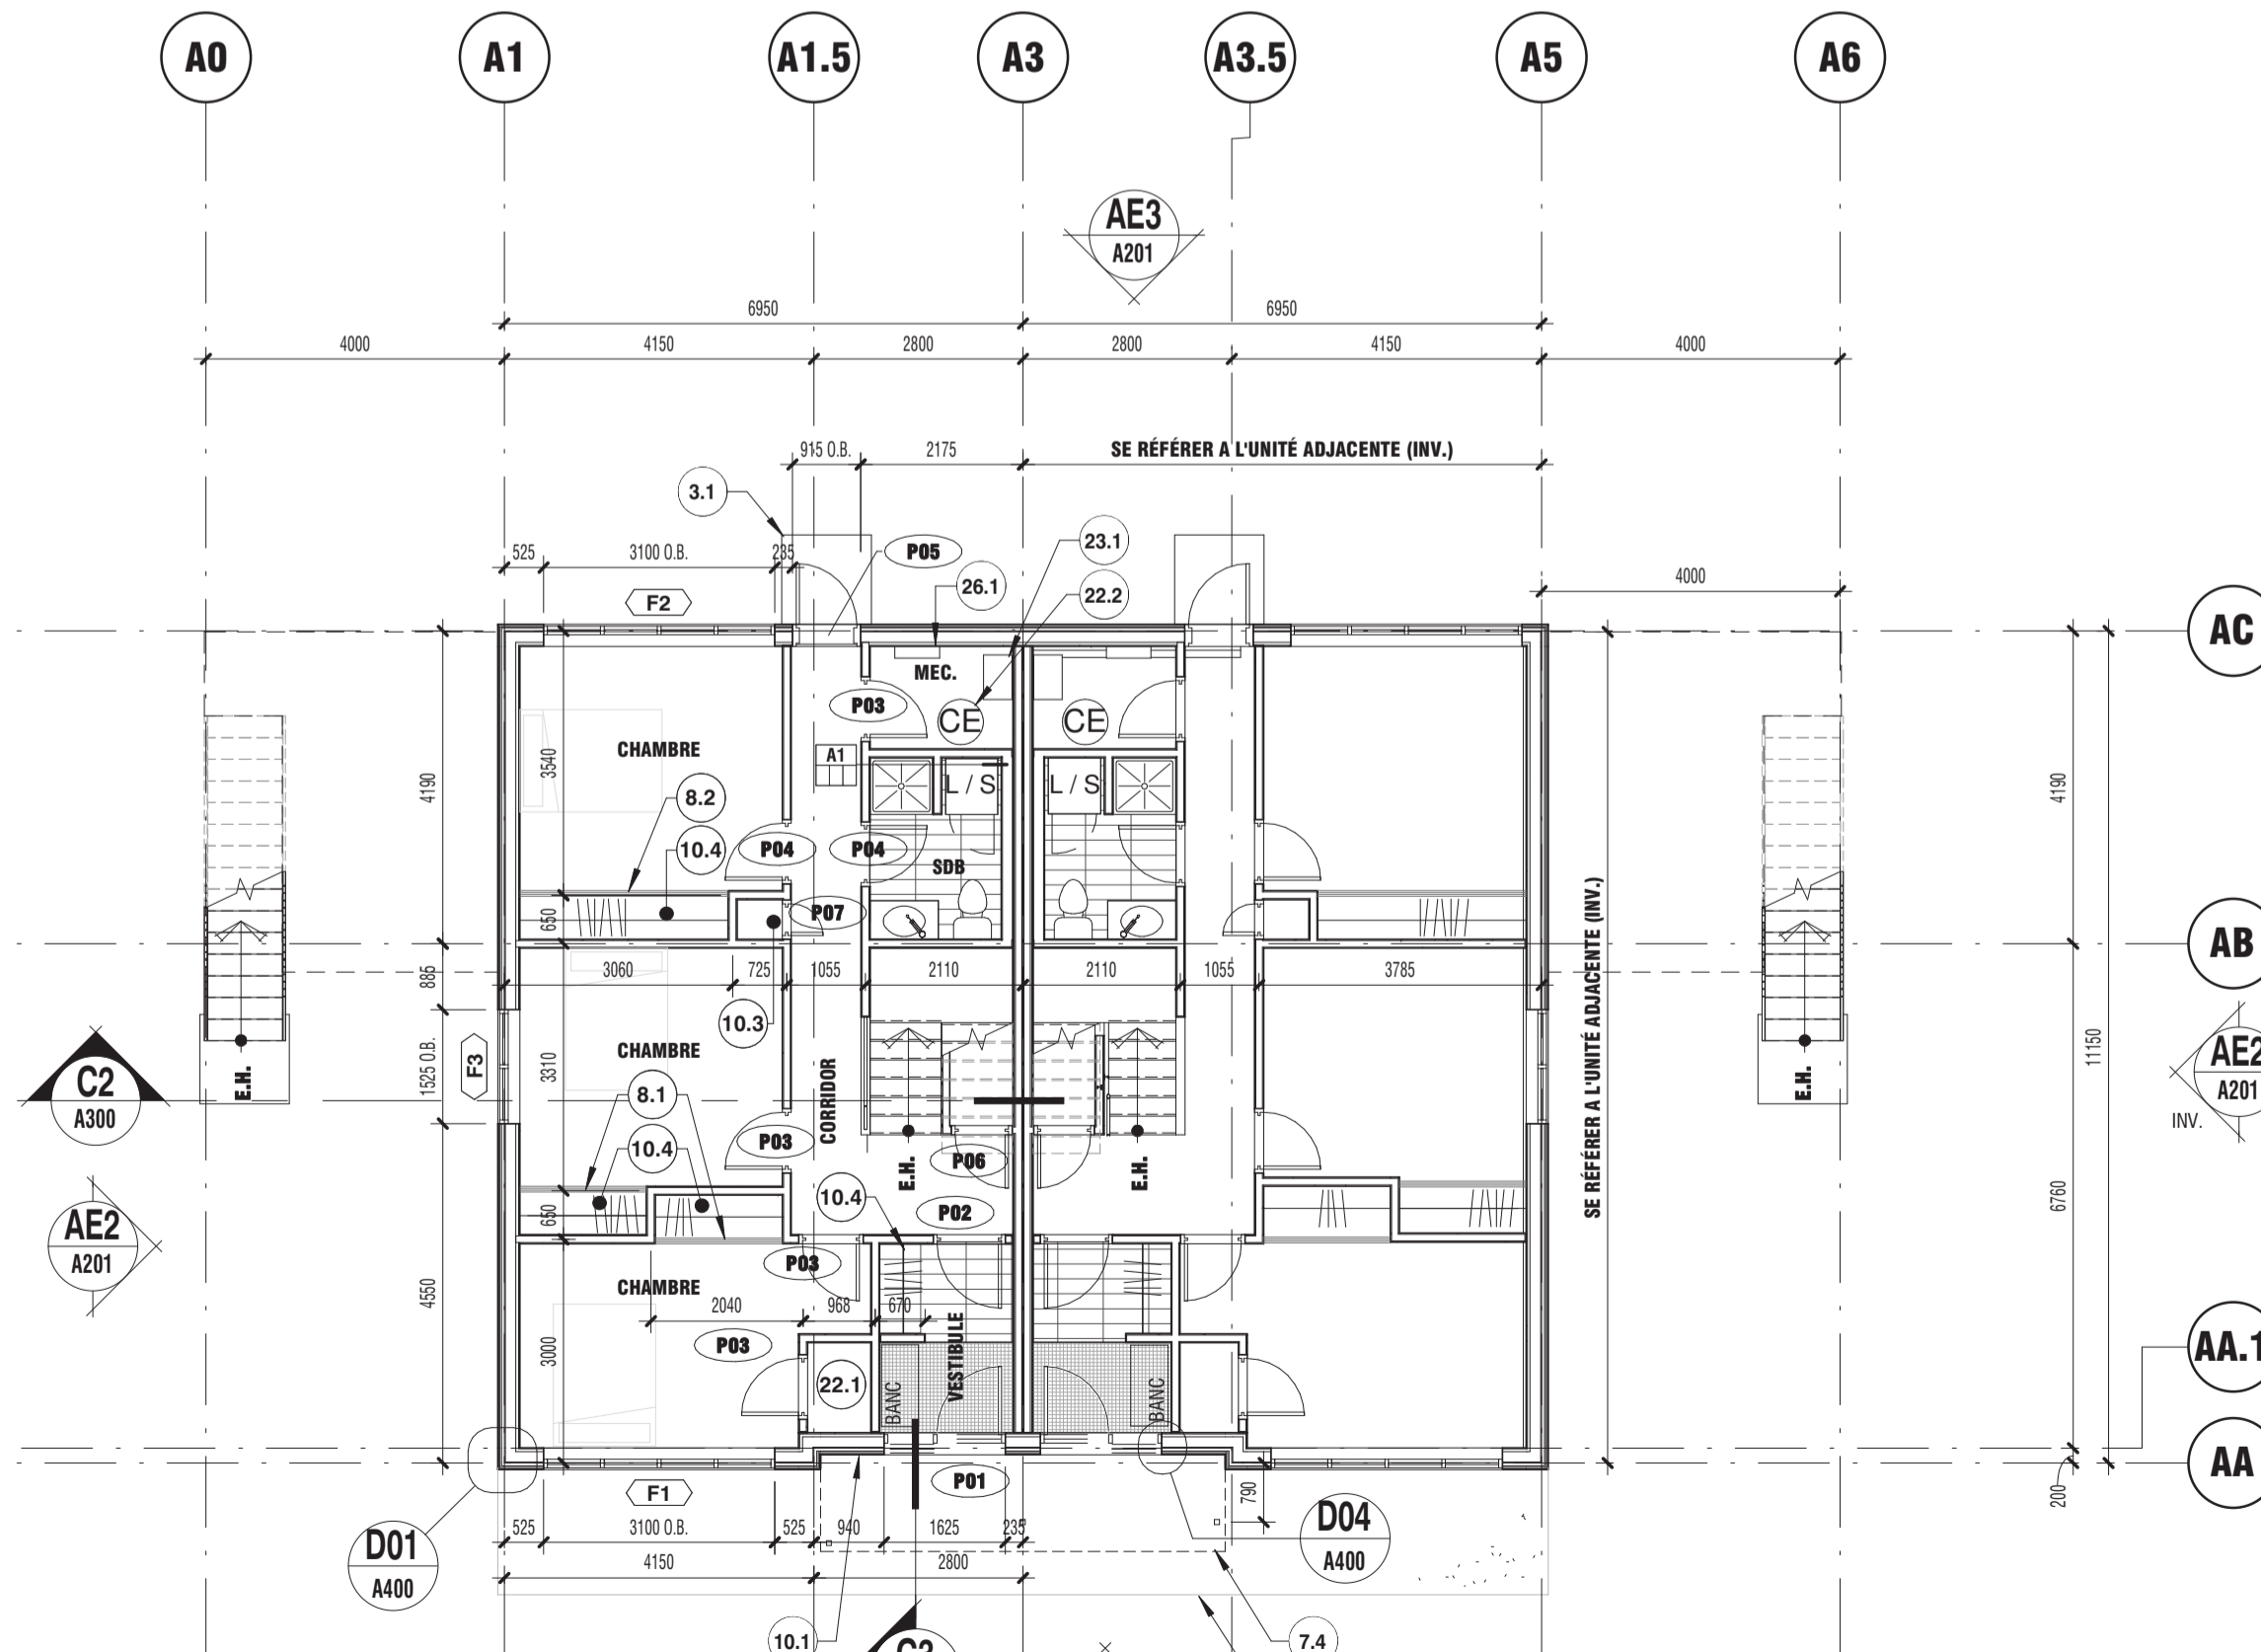 A0 A1 A1.5 A3 A3.5 A5 A6
AE3
A201
6950 6950
4000 4150 2800 2800 4150 4000
915 O.B. 2175 SE RÉFÉRER A L'UNITÉ ADJACENTE (INV.)
3.1
525 3100 O.B. 235 P05 23.1
26.1 22.2 4000
F2
AC
MEC.
P03 CE CE
CHAMBRE A1
3540 4190 4190
8.2 L / S L / S
10.4 P04 P04
SDB
650 P07
AB
885 3060 725 1055 2110 2110 1055 3785
SE RÉFÉRER A L'UNITÉ ADJACENTE (INV.)
10.3
CHAMBRE
1525 O.B. F3 3310 11150
C2
A300
E.H. 8.1 CORRIDOR E.H.
AE2
A201
INV.
10.4 P03 P06
E.H. E.H.
AE2
A201
650 10.4 P02 6760
P03
CHAMBRE
4550 2040 968 670
VESTIBULE
3000 P03
AA.1
22.1 BANC BANC
AA
F1 P01 790 200
525 3100 O.B. 525 940 1625 235
D01
A400
D04
A400
4150 2800
10.1 7.4